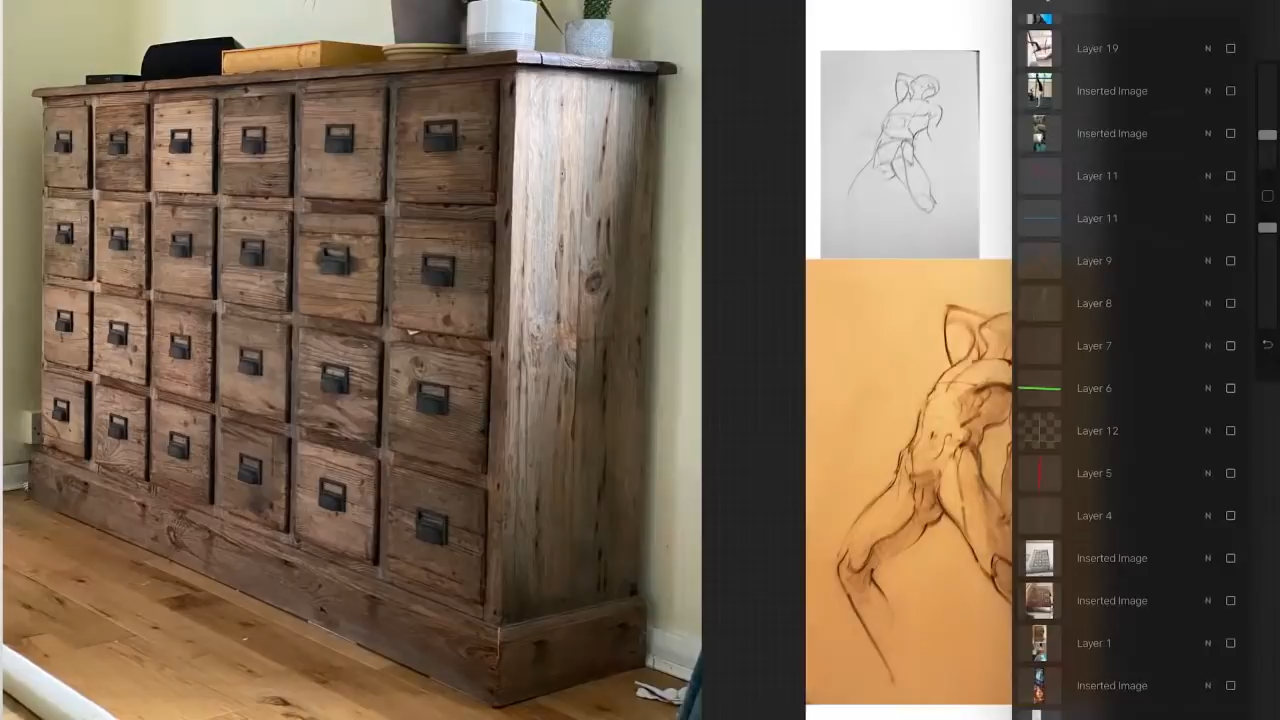 Layer 19 N
Inserted Image N
Inserted Image N
Layer 11 N
Layer 11 N
Layer 9 N
Layer 8 N
Layer 7 N
Layer 6 N
Layer 12 N
Layer 5 N
Layer 4 N
Inserted Image N
Inserted Image N
Layer 1 N
Inserted Image N